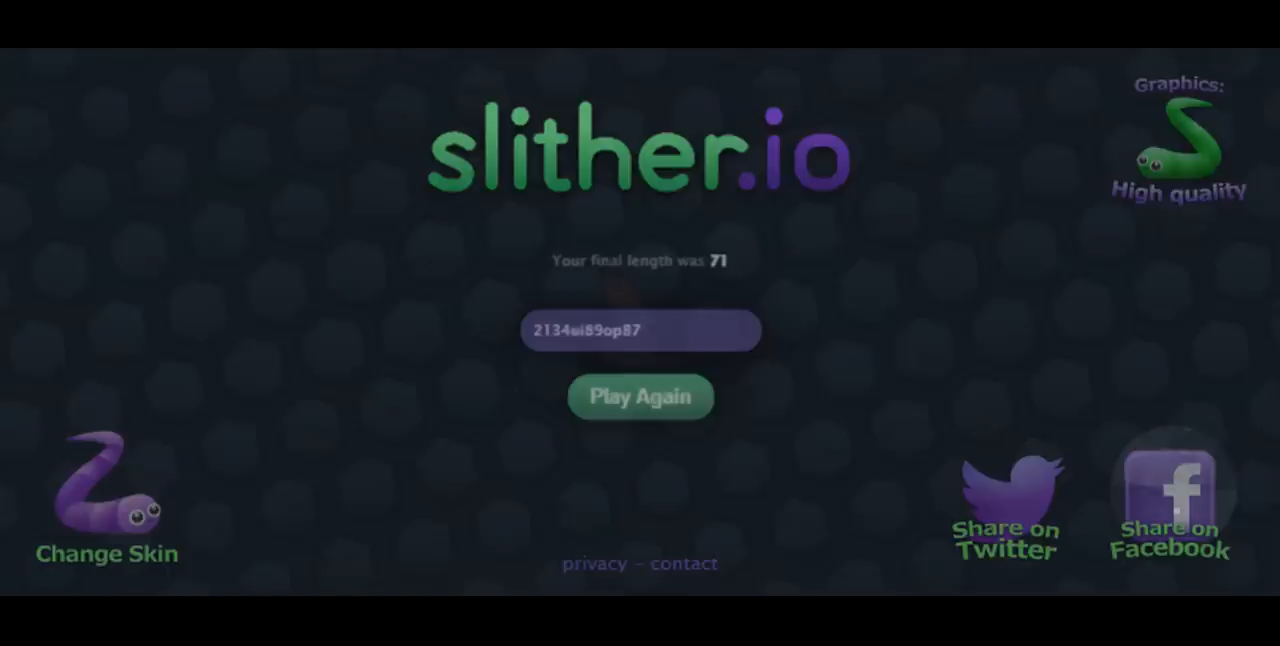 Graphics:
High quality
slither.io
Your final length was 71
2134ui89op87
Play Again
Change Skin
Share on
Twitter
Share on
Facebook
privacy - contact